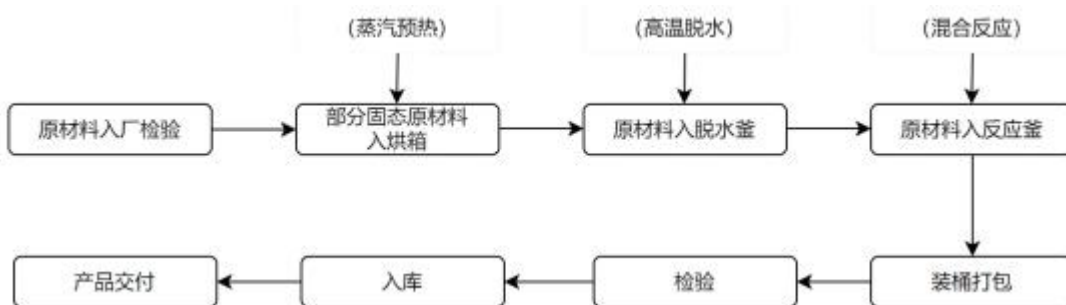 (蒸汽预热)
(高温脱水)
(混合反应)
原材料入厂检验
部分固态原材料
入烘箱
原材料入脱水釜
原材料入反应釜
产品交付
入库
检验
装桶打包